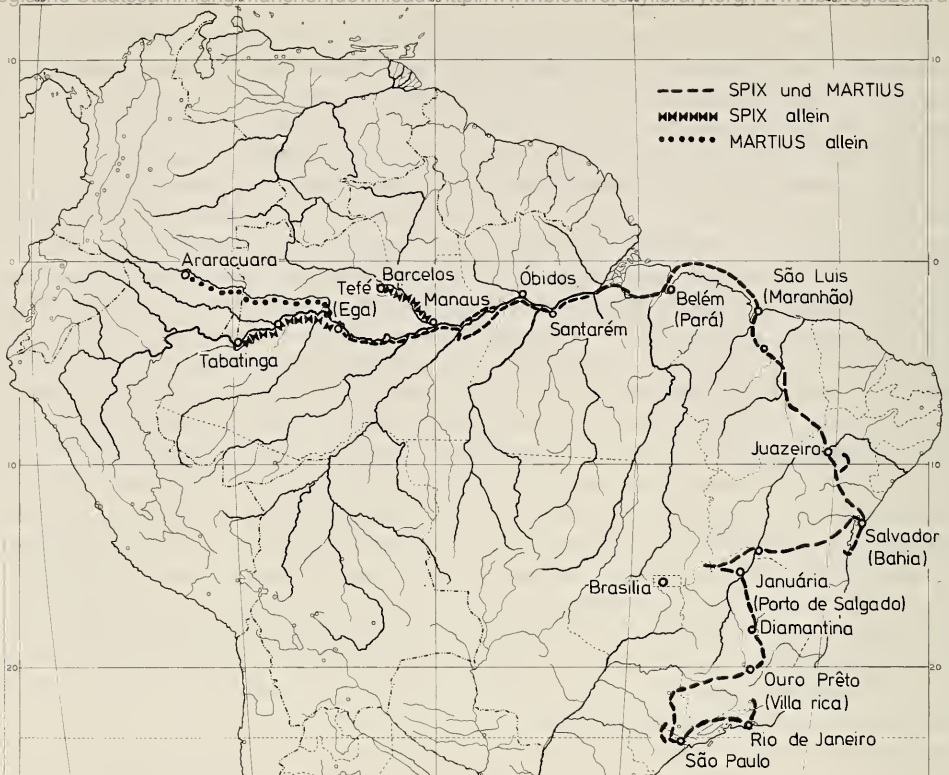 10
10
SPIX und MARTIUS
SPIX allein
MARTIUS allein
0
0
Araracuara
Barcelos
Tefé
(Ega)
Manaus
Óbidos
São Luis
(Maranhão)
Belém
(Pará)
Santarém
Tabatinga
Juazeiro
10
10
Salvador
(Bahia)
Brasilia
Januária
(Porto de Salgado)
Diamantina
20
20
Ouro Prêto
(Villa rica)
Rio de Janeiro
São Paulo